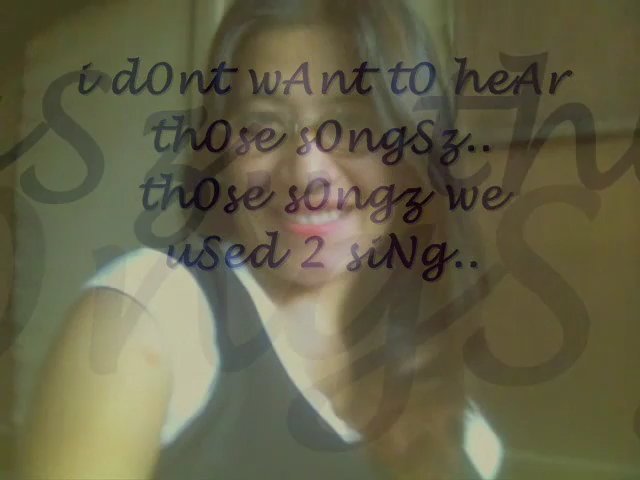 i dOnt wAnt tO heAr
thOse sOngSz..
thOse sOngz we
uSed 2 siNg..